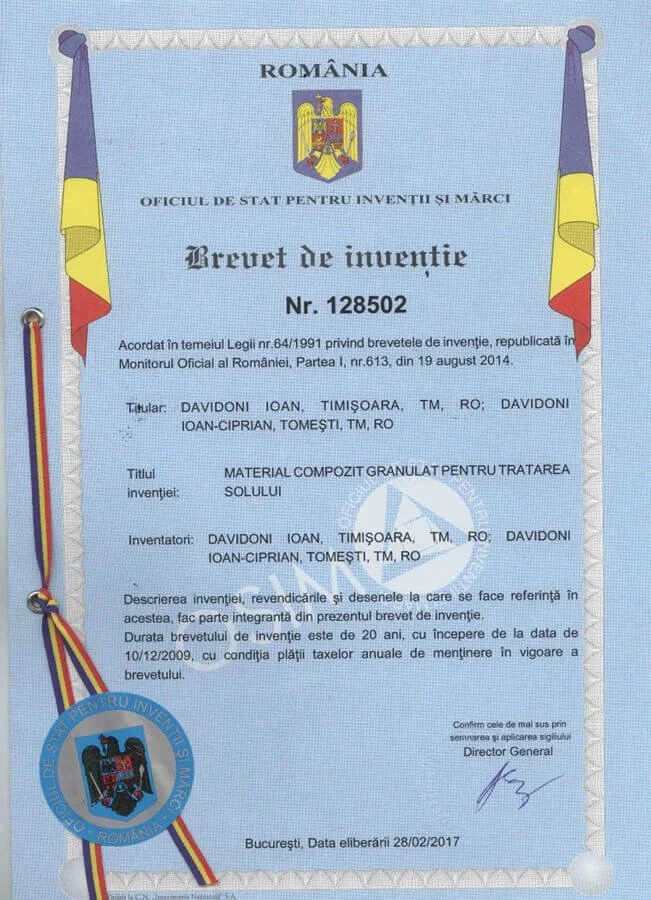 ROMÂNIA
OFICIUL DE STAT PENTRU INVENȚII ȘI MĂRCI
Brevet de invenție
Nr. 128502
Acordat în temeiul Legii nr.64/1991 privind brevetele de invenție, republicată în
Monitorul Oficial al României, Partea I, nr.613, din 19 august 2014.
Titular: DAVIDONI IOAN, TIMIȘOARA, TM, RO; DAVIDONI
IOAN-CIPRIAN, TOMEȘTI, TM, RO
Titlul MATERIAL COMPOZIT GRANULAT PENTRU TRATAREA
invenției: SOLULUI
Inventatori: DAVIDONI IOAN, TIMIȘOARA, TM, RO; DAVIDONI
IOAN-CIPRIAN, TOMEȘTI, TM, RO
OSIM
Descrierea invenției, revendicările și desenele la care se face referință în
acestea, fac parte integrantă din prezentul brevet de invenție.
Durata brevetului de invenție este de 20 ani, cu începere de la data de
10/12/2009, cu condiția plății taxelor anuale de menținere în vigoare a
brevetului.
Confirm cele de mai sus prin
semnarea și aplicarea sigiliului
Director General
OFICIUL DE STAT PENTRU INVENȚII ȘI MĂRCI
• ROMÂNIA •
București, Data eliberării 28/02/2017
la C.N. „Imprimeria Națională" S.A.